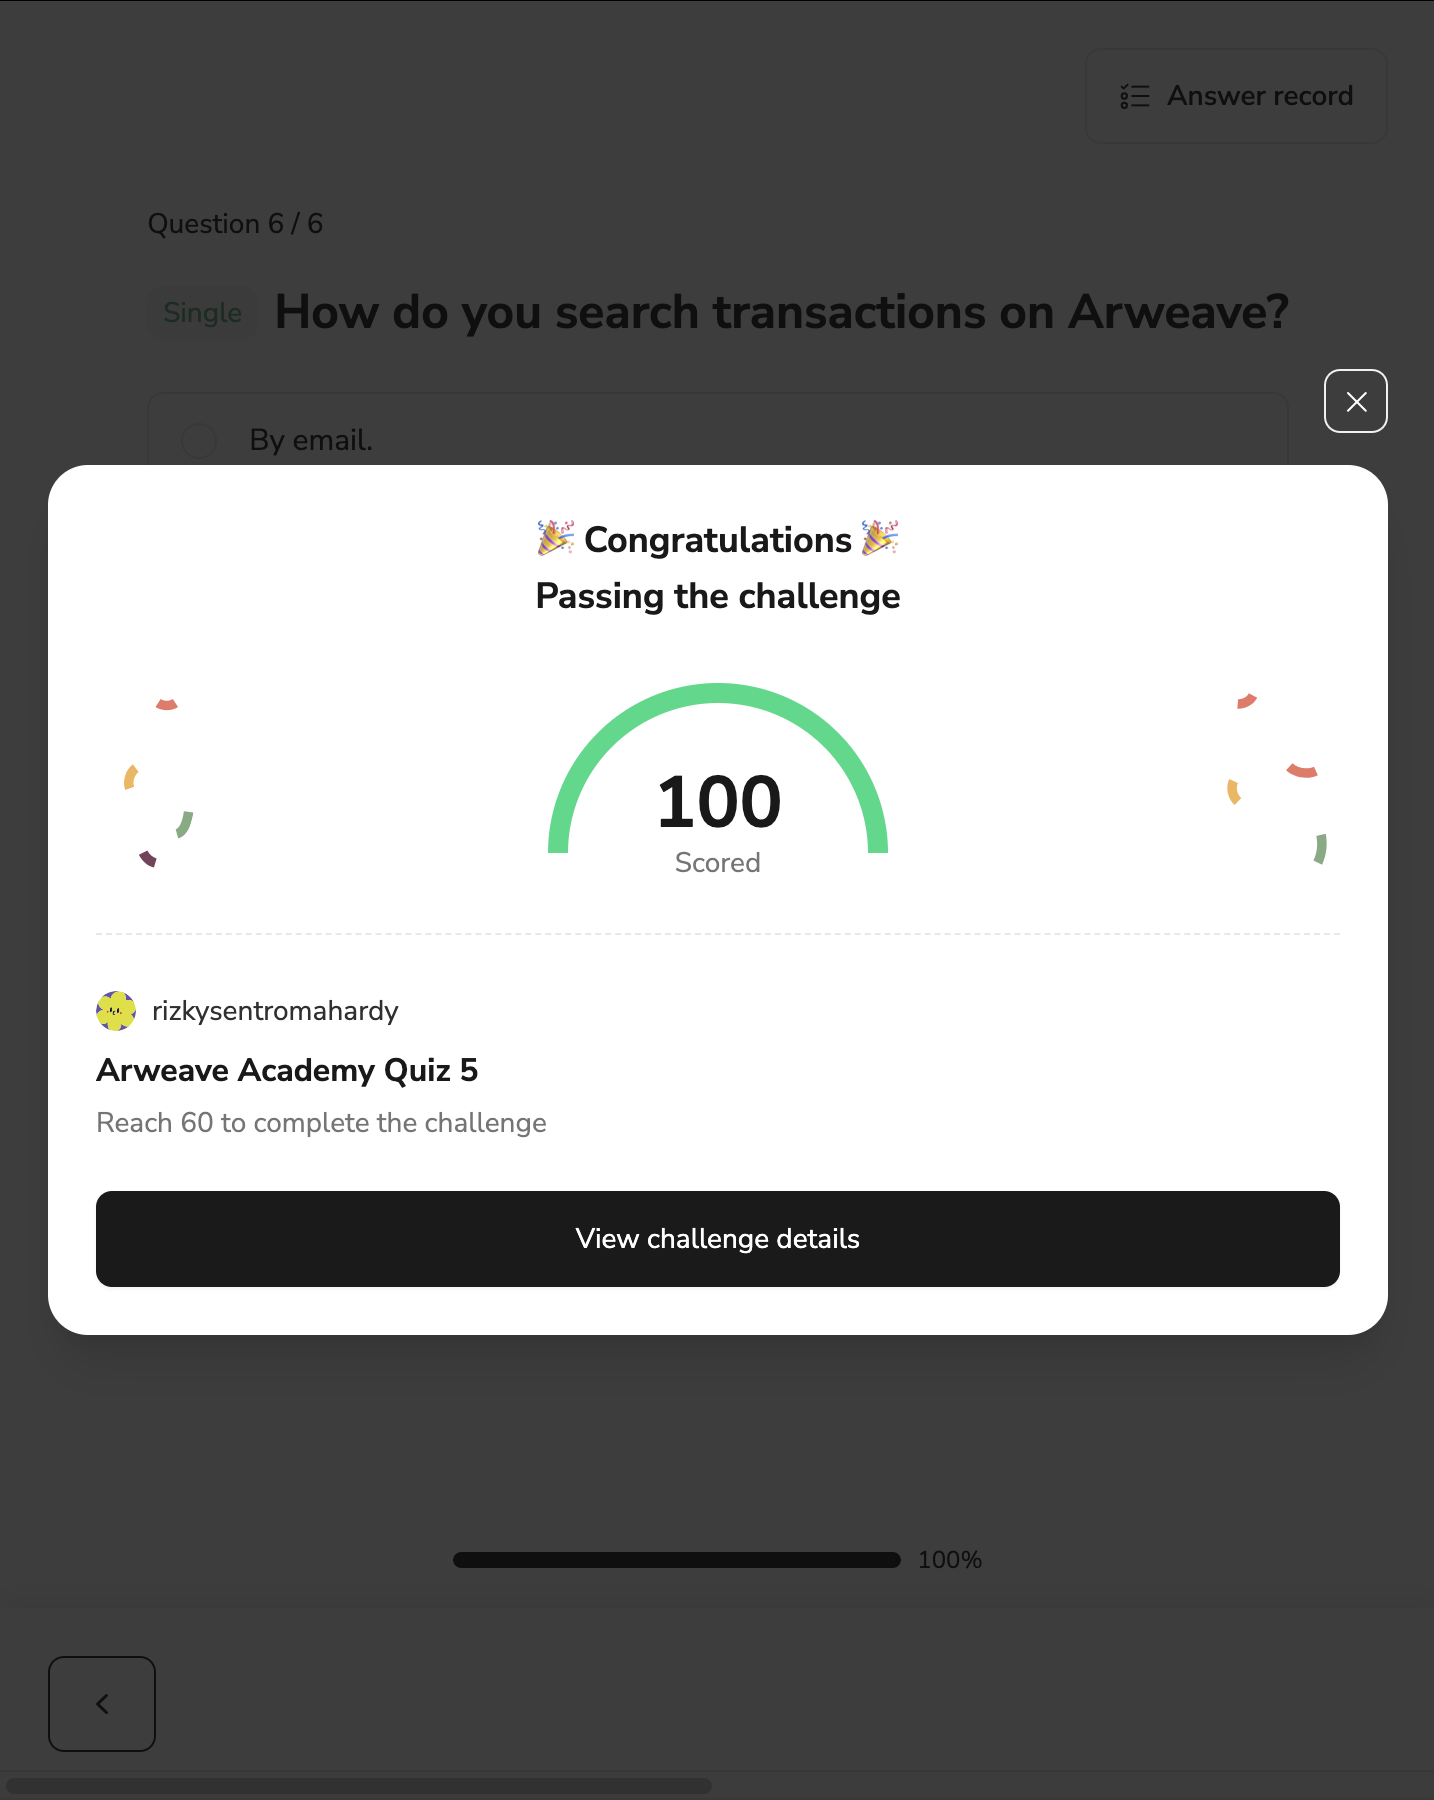 Answer record
Question 6 / 6
Single How do you search transactions on Arweave?
By email.
🎉 Congratulations 🎉
Passing the challenge
100
Scored
rizkysentromahardy
Arweave Academy Quiz 5
Reach 60 to complete the challenge
View challenge details
100%